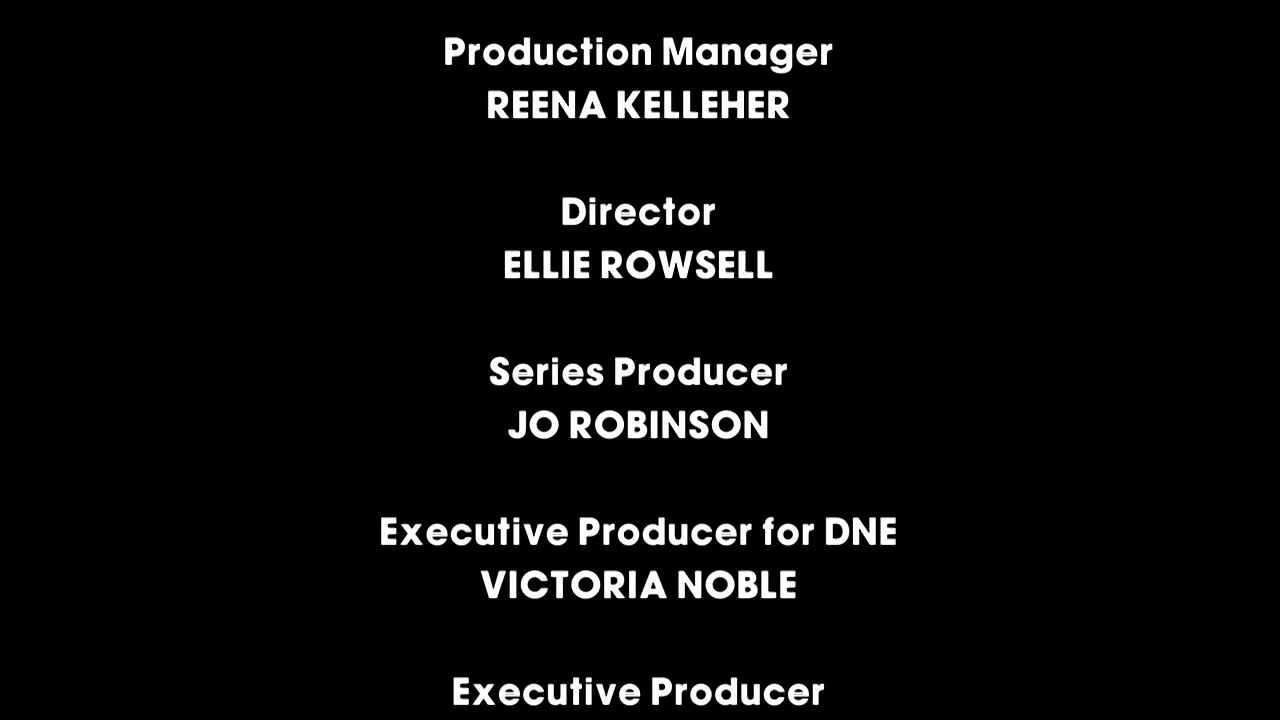 Production Manager
REENA KELLEHER
Director
ELLIE ROWSELL
Series Producer
JO ROBINSON
Executive Producer for DNE
VICTORIA NOBLE
Executive Producer